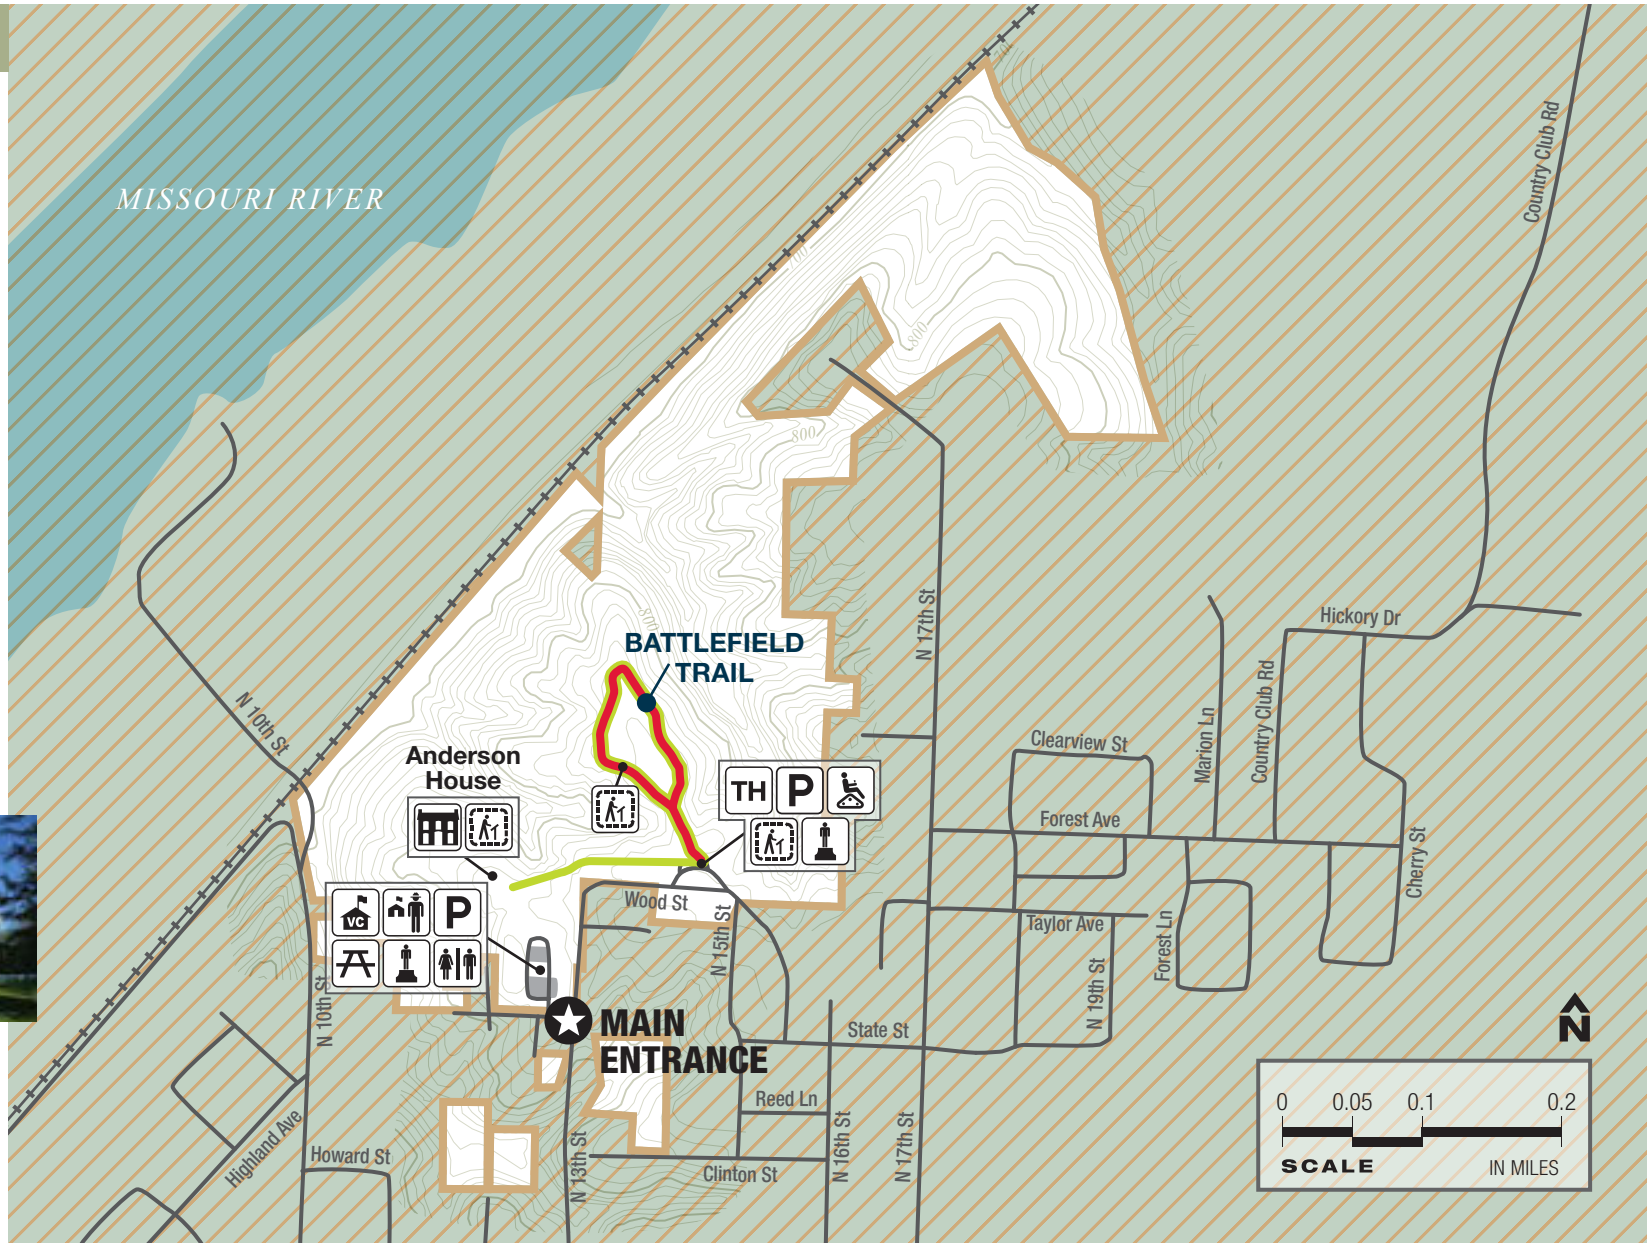 MISSOURI RIVER
Country Club Rd
700
700
800
800
800
BATTLEFIELD
TRAIL
N 17th St
Hickory Dr
N 10th St
Anderson
House
Marion Ln
Country Club Rd
Clearview St
TH P
Forest Ave
Cherry St
VC
P
Wood St
N 15th St
Taylor Ave
Forest Ln
N 19th St
N 10th St
MAIN
ENTRANCE
State St
N
Reed Ln
N 16th St
N 17th St
Highland Ave
Howard St
N 13th St
Clinton St
0 0.05 0.1 0.2
SCALE IN MILES